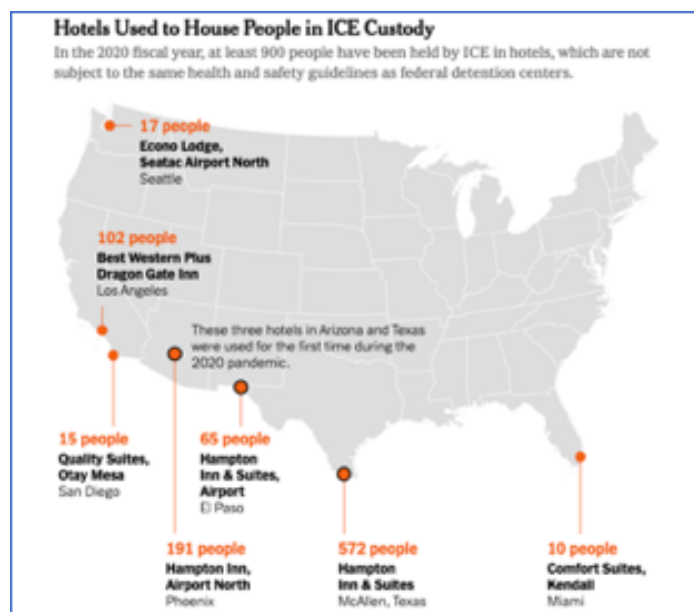 Hotels Used to House People in ICE Custody
In the 2020 fiscal year, at least 900 people have been held by ICE in hotels, which are not
subject to the same health and safety guidelines as federal detention centers.
17 people
Econo Lodge,
Seatac Airport North
Seattle
102 people
Best Western Plus
Dragon Gate Inn
Los Angeles
These three hotels in Arizona and Texas
were used for the first time during the
2020 pandemic.
15 people
Quality Suites,
Otay Mesa
San Diego
65 people
Hampton
Inn & Suites,
Airport
El Paso
191 people
Hampton Inn,
Airport North
Phoenix
572 people
Hampton
Inn & Suites
McAllen, Texas
10 people
Comfort Suites,
Kendall
Miami